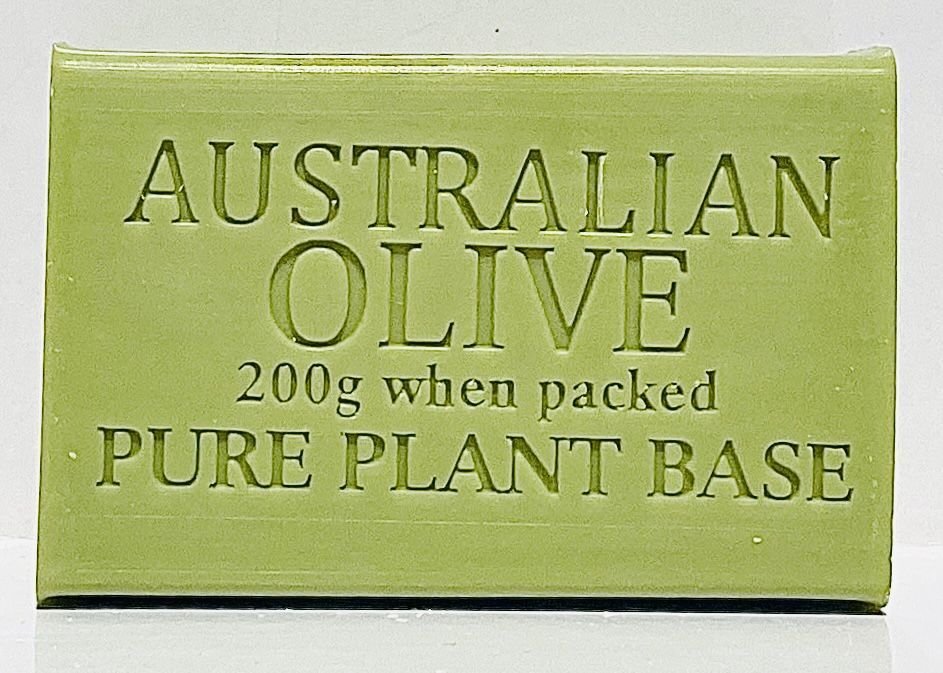 AUSTRALIAN
OLIVE
200g when packed
PURE PLANT BASE